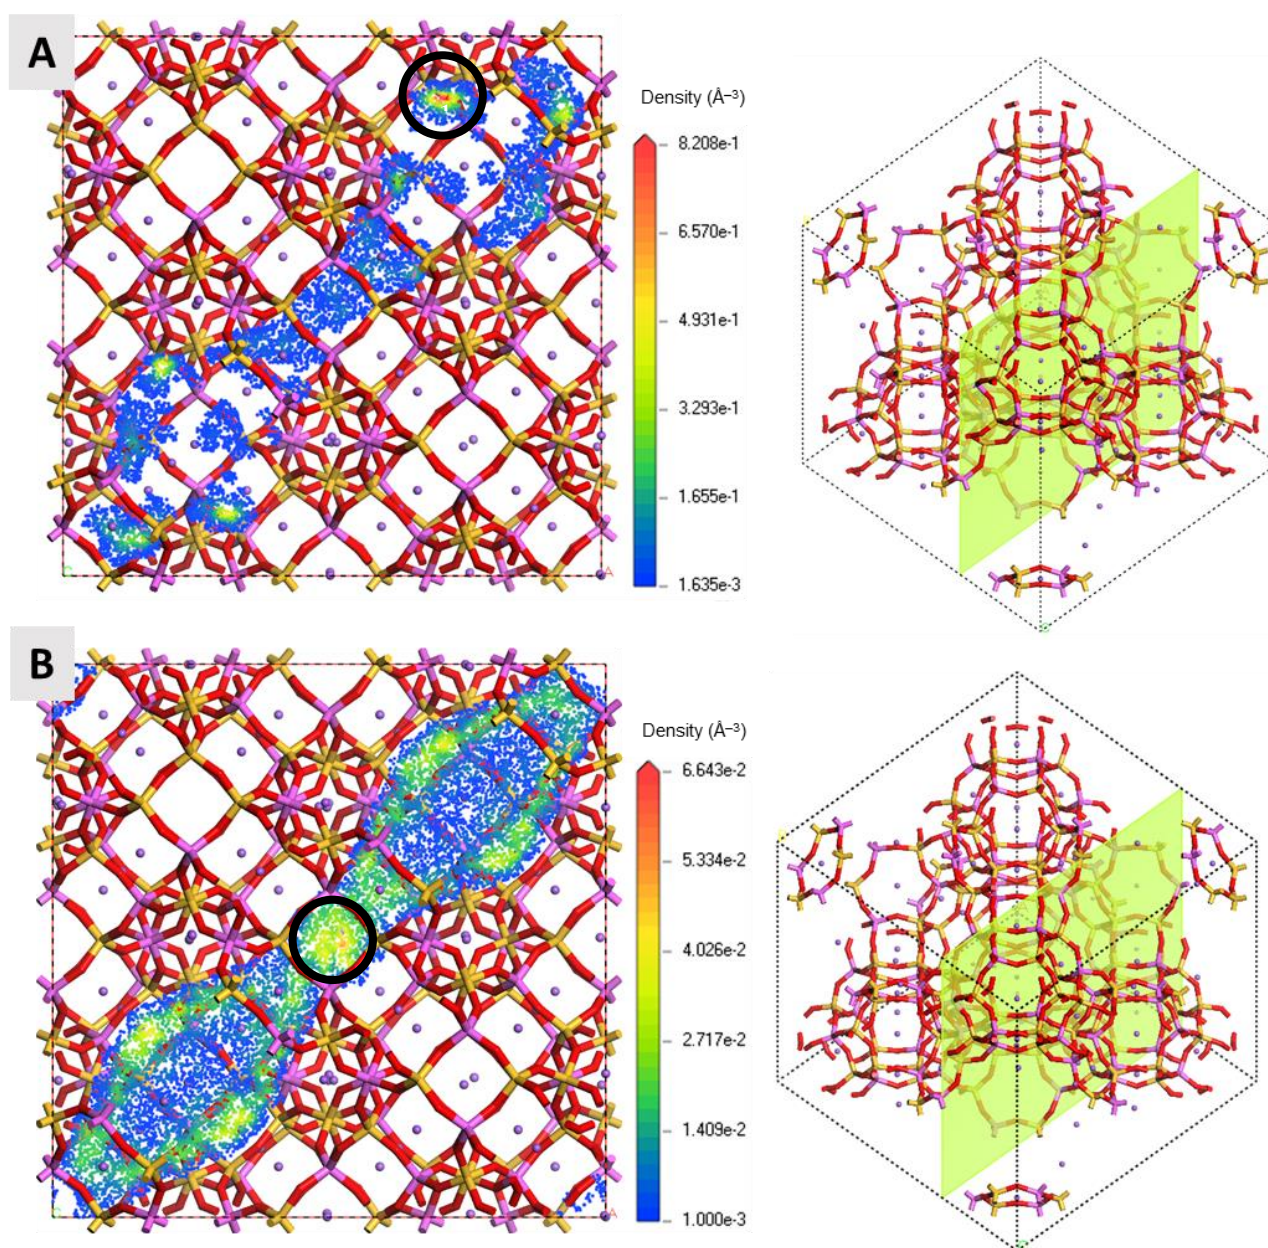 A
Density (Å⁻³)
8.208e-1
6.570e-1
4.931e-1
3.293e-1
1.655e-1
1.635e-3
C
A
B
Density (Å⁻³)
6.643e-2
5.334e-2
4.026e-2
2.717e-2
1.409e-2
1.000e-3
A